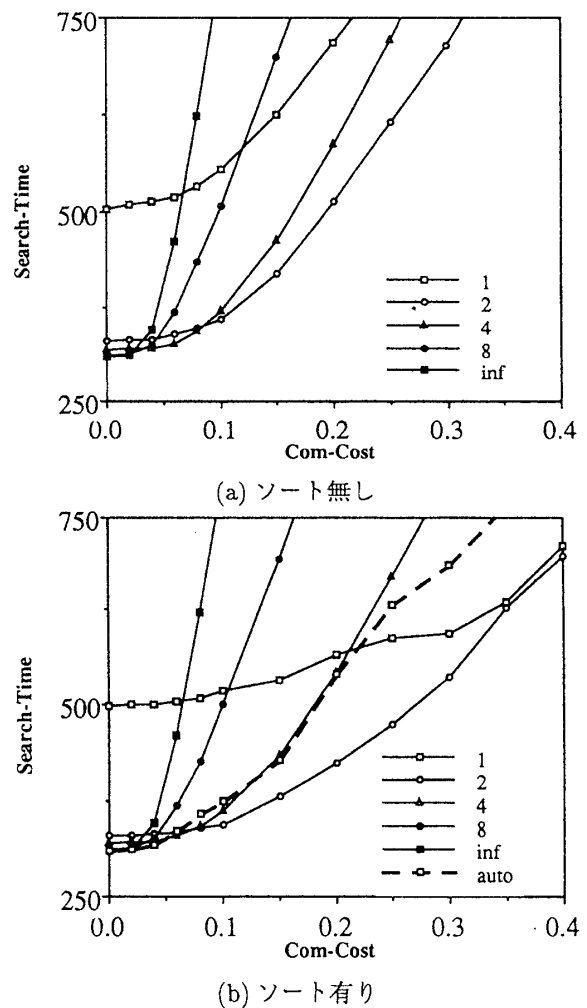 750
500
250
Search-Time
1
2
4
8
inf
0.0 0.1 0.2 0.3 0.4
Com-Cost
(a) ソート無し
750
500
250
Search-Time
1
2
4
8
inf
auto
0.0 0.1 0.2 0.3 0.4
Com-Cost
(b) ソート有り